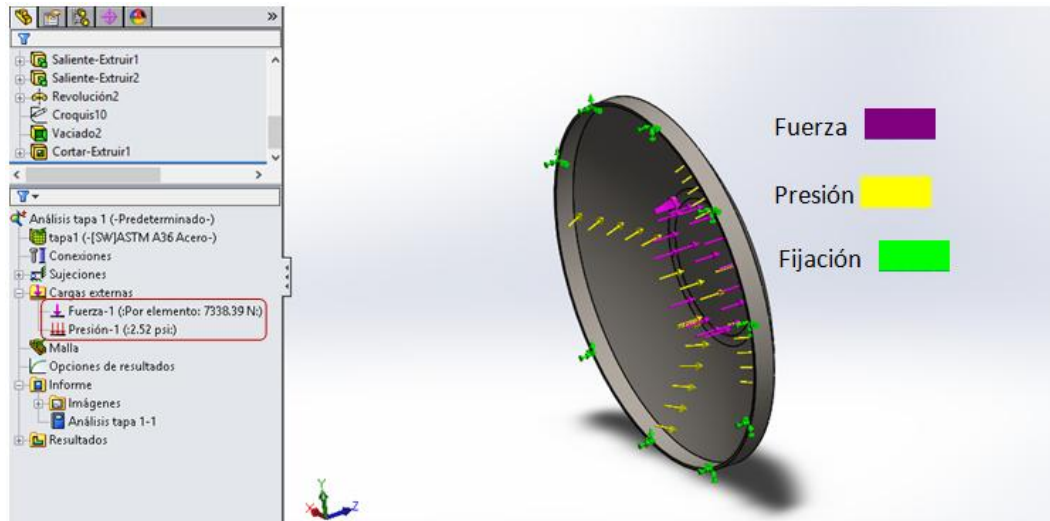 Saliente-Extruir1
Saliente-Extruir2
Revolución2
Croquis10
Vaciado2
Cortar-Extruir1
Análisis tapa 1 (-Predeterminado-)
tapa1 (-[SW]ASTM A36 Acero-)
Conexiones
Sujeciones
Cargas externas
Fuerza-1 (:Por elemento: 7338.39 N:)
Presión-1 (:2.52 psi:)
Malla
Opciones de resultados
Informe
Imágenes
Análisis tapa 1-1
Resultados
Fuerza
Presión
Fijación
Y
X
Z